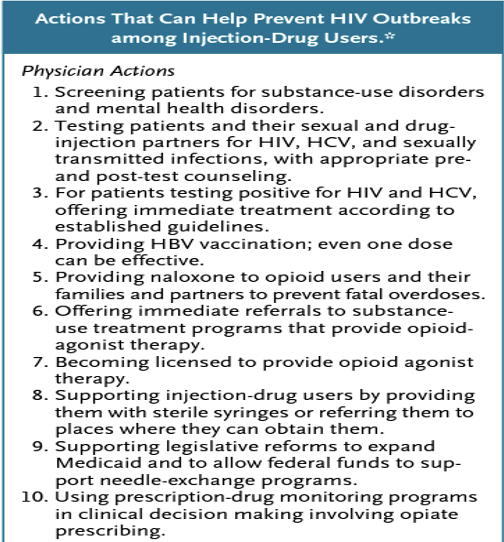 Actions That Can Help Prevent HIV Outbreaks
among Injection-Drug Users.*
Physician Actions
1. Screening patients for substance-use disorders
and mental health disorders.
2. Testing patients and their sexual and drug-
injection partners for HIV, HCV, and sexually
transmitted infections, with appropriate pre-
and post-test counseling.
3. For patients testing positive for HIV and HCV,
offering immediate treatment according to
established guidelines.
4. Providing HBV vaccination; even one dose
can be effective.
5. Providing naloxone to opioid users and their
families and partners to prevent fatal overdoses.
6. Offering immediate referrals to substance-
use treatment programs that provide opioid-
agonist therapy.
7. Becoming licensed to provide opioid agonist
therapy.
8. Supporting injection-drug users by providing
them with sterile syringes or referring them to
places where they can obtain them.
9. Supporting legislative reforms to expand
Medicaid and to allow federal funds to sup-
port needle-exchange programs.
10. Using prescription-drug monitoring programs
in clinical decision making involving opiate
prescribing.